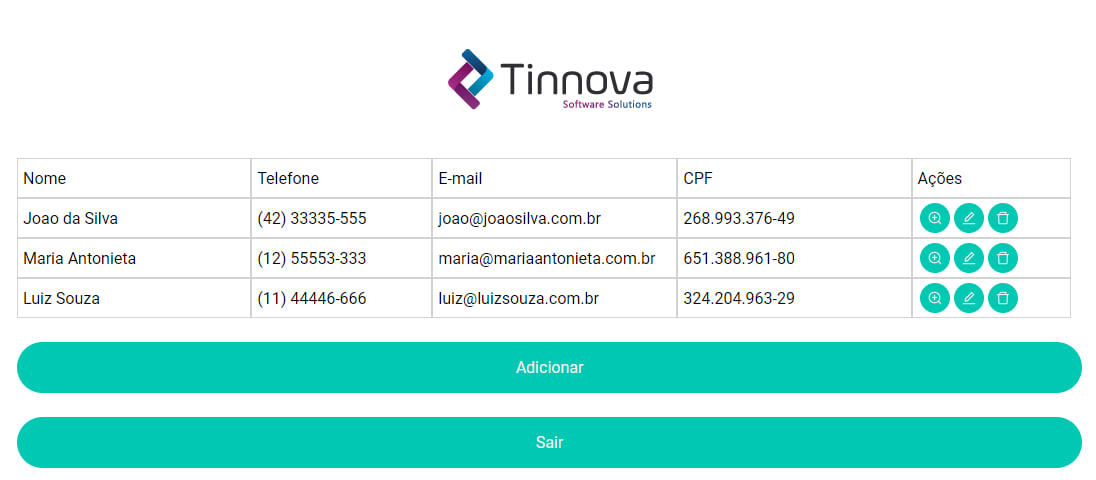 Tinnova
Software Solutions
Nome Telefone E-mail CPF Ações
Joao da Silva (42) 33335-555 joao@joaosilva.com.br 268.993.376-49
Maria Antonieta (12) 55553-333 maria@mariaantonieta.com.br 651.388.961-80
Luiz Souza (11) 44446-666 luiz@luizsouza.com.br 324.204.963-29
Adicionar
Sair